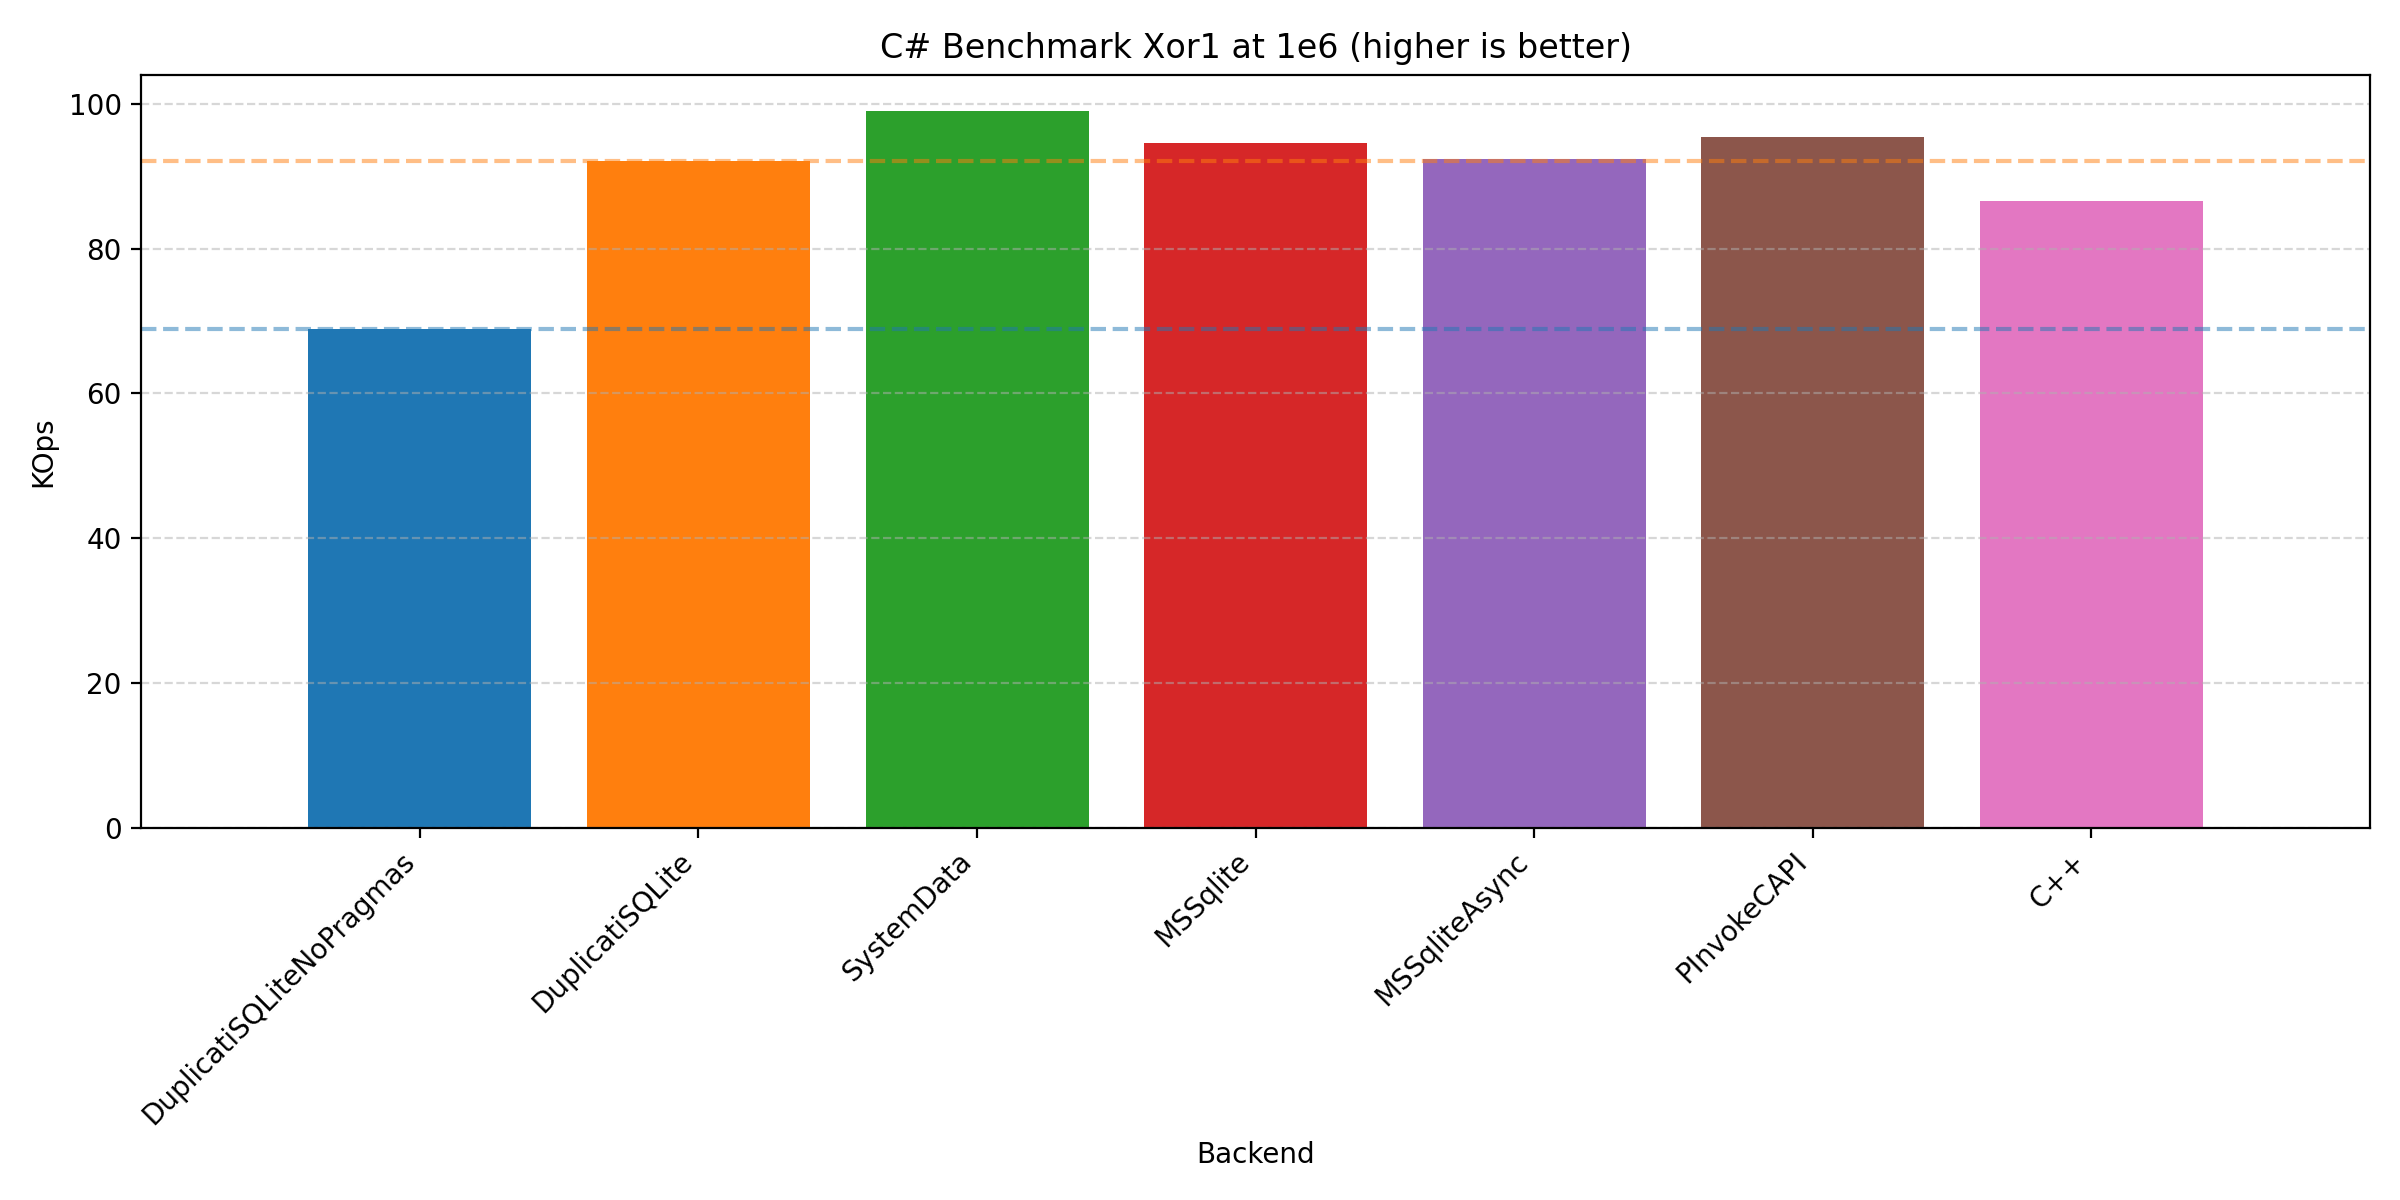 C# Benchmark Xor1 at 1e6 (higher is better)
KOps
100
80
60
40
20
0
DuplicatiSQLiteNoPragmas
DuplicatiSQLite
SystemData
MSSqlite
MSSqliteAsync
PInvokeCAPI
C++
Backend